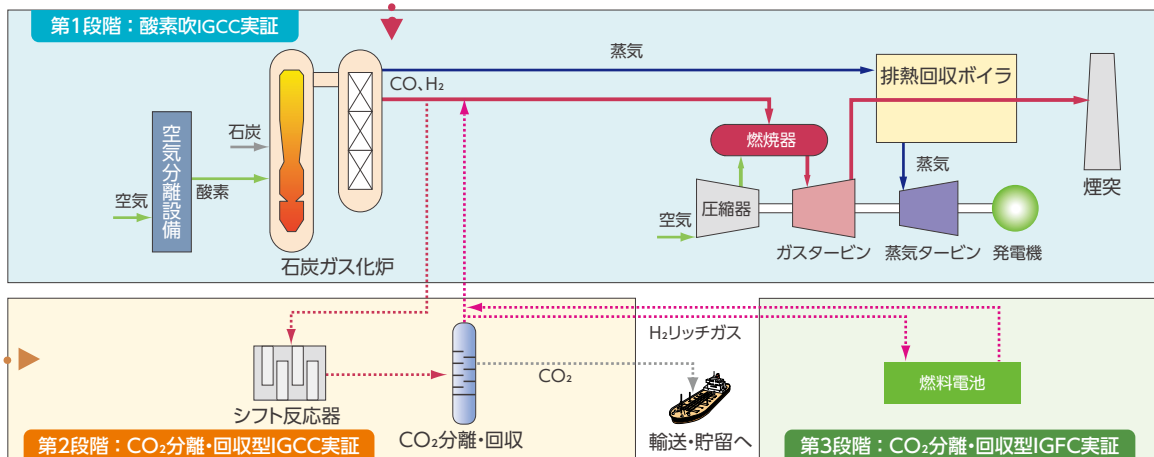 第1段階：酸素吹IGCC実証
蒸気
CO、H₂
排熱回収ボイラ
石炭
空気分離設備
燃焼器
酸素
空気
蒸気
煙突
圧縮器
空気
石炭ガス化炉
ガスタービン
蒸気タービン
発電機
H₂リッチガス
CO₂
燃料電池
シフト反応器
CO₂分離・回収
輸送・貯留へ
第2段階：CO₂分離・回収型IGCC実証
第3段階：CO₂分離・回収型IGFC実証